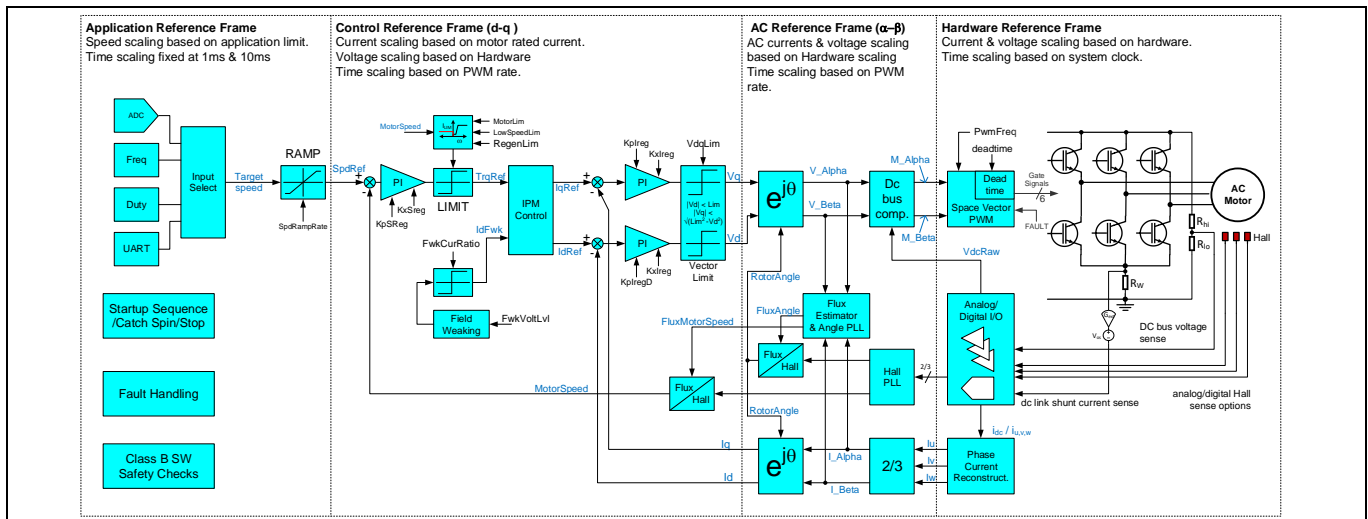 Application Reference Frame
Speed scaling based on application limit.
Time scaling fixed at 1ms & 10ms
Control Reference Frame (d-q )
Current scaling based on motor rated current.
Voltage scaling based on Hardware
Time scaling based on PWM rate.
AC Reference Frame (α–β)
AC currents & voltage scaling
based on Hardware scaling
Time scaling based on PWM
rate.
Hardware Reference Frame
Current & voltage scaling based on hardware.
Time scaling based on system clock.
ADC
Freq
Duty
UART
Input
Select
Target
speed
RAMP
SpdRampRate
SpdRef
+
-
PI
KxSreg
KpSReg
MotorSpeed
MotorLim
LowSpeedLim
RegenLim
TrqRef
LIMIT
IdFwk
FwkCurRatio
Field
Weaking
FwkVoltLvl
IPM
Control
IqRef
IdRef
+
-
+
-
KpIreg
KxIreg
PI
PI
KxIreg
KpIregD
VdqLim
|Vd| < Lim
|Vq| <
√(Lim² -Vd²)
Vector
Limit
Vq
Vd
e^jθ
V_Alpha
V_Beta
Dc
bus
comp.
M_Alpha
M_Beta
PwmFreq
deadtime
Dead
time
Space Vector
PWM
Gate
Signals
6
FAULT
AC
Motor
Rhi
Rlo
Hall
RW
DC bus voltage
sense
VdcRaw
Analog/
Digital I/O
dc link shunt current sense
analog/digital Hall
sense options
RotorAngle
FluxAngle
FluxMotorSpeed
Flux
Estimator
& Angle PLL
Flux
Hall
Hall
PLL
2/3
MotorSpeed
Flux
Hall
RotorAngle
idc / iu,v,w
Iq
Id
e^jθ
I_Alpha
I_Beta
2/3
Iu
Iv
Iw
Phase
Current
Reconstruct.
Startup Sequence
/Catch Spin/Stop
Fault Handling
Class B SW
Safety Checks